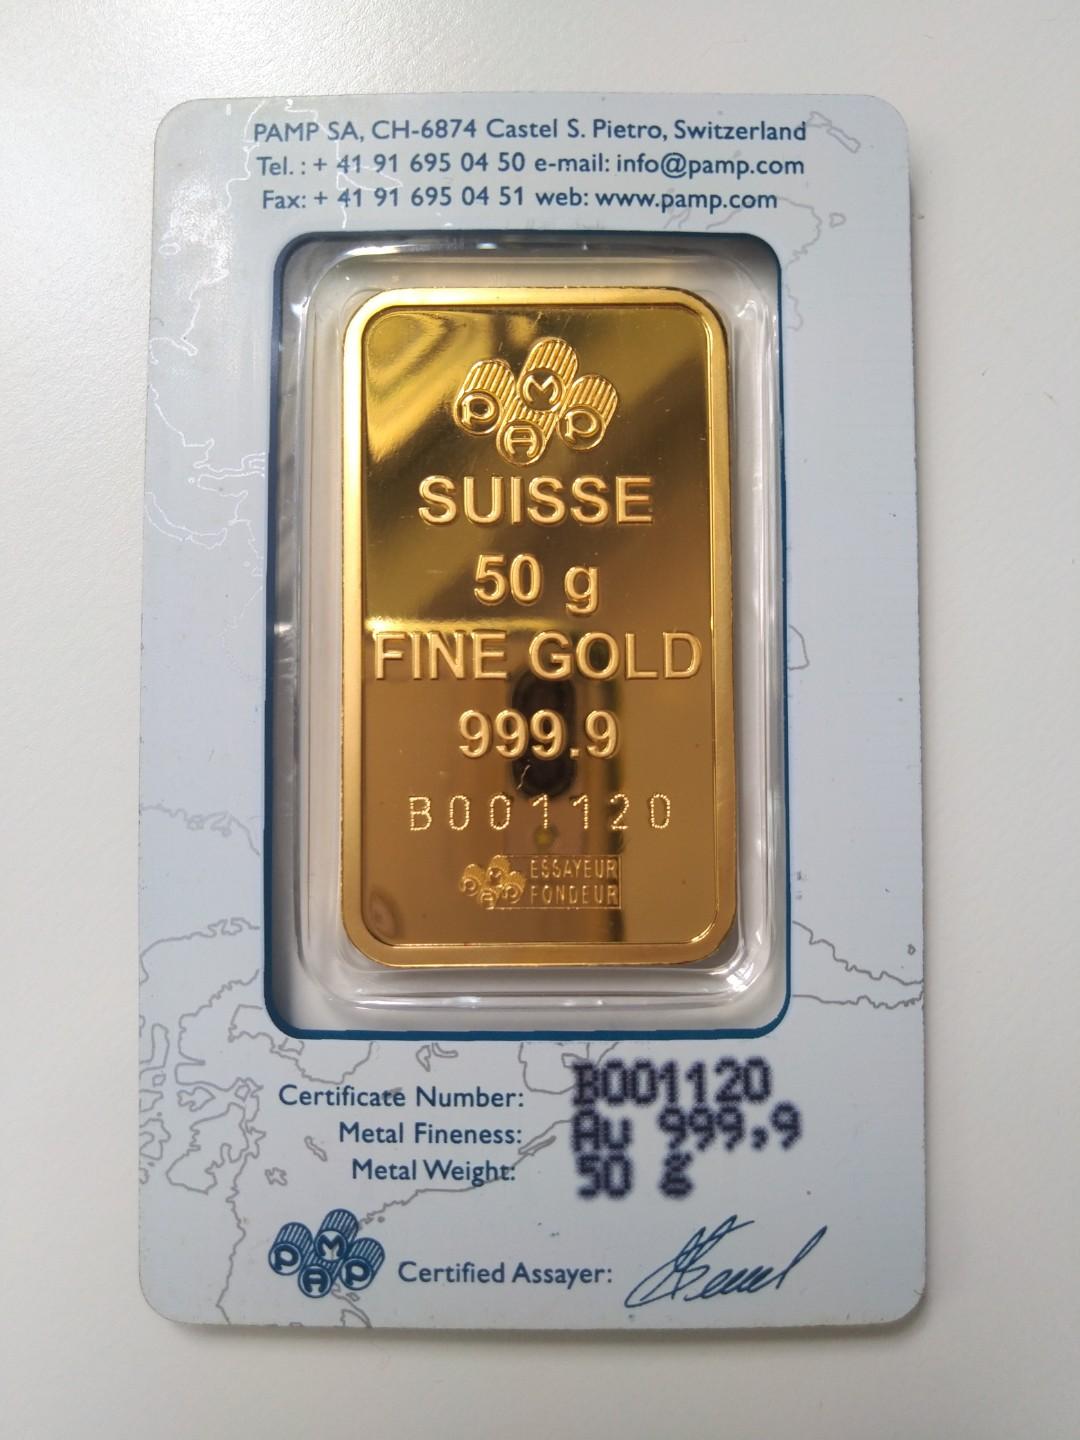 PAMP SA, CH-6874 Castel S. Pietro, Switzerland
Tel. : + 41 91 695 04 50 e-mail: info@pamp.com
Fax: + 41 91 695 04 51 web: www.pamp.com
PAMP
SUISSE
50 g
FINE GOLD
999.9
B001120
PAMP ESSAYEUR
FONDEUR
Certificate Number: B001120
Metal Fineness: Au 999,9
Metal Weight: 50 g
PAMP Certified Assayer: